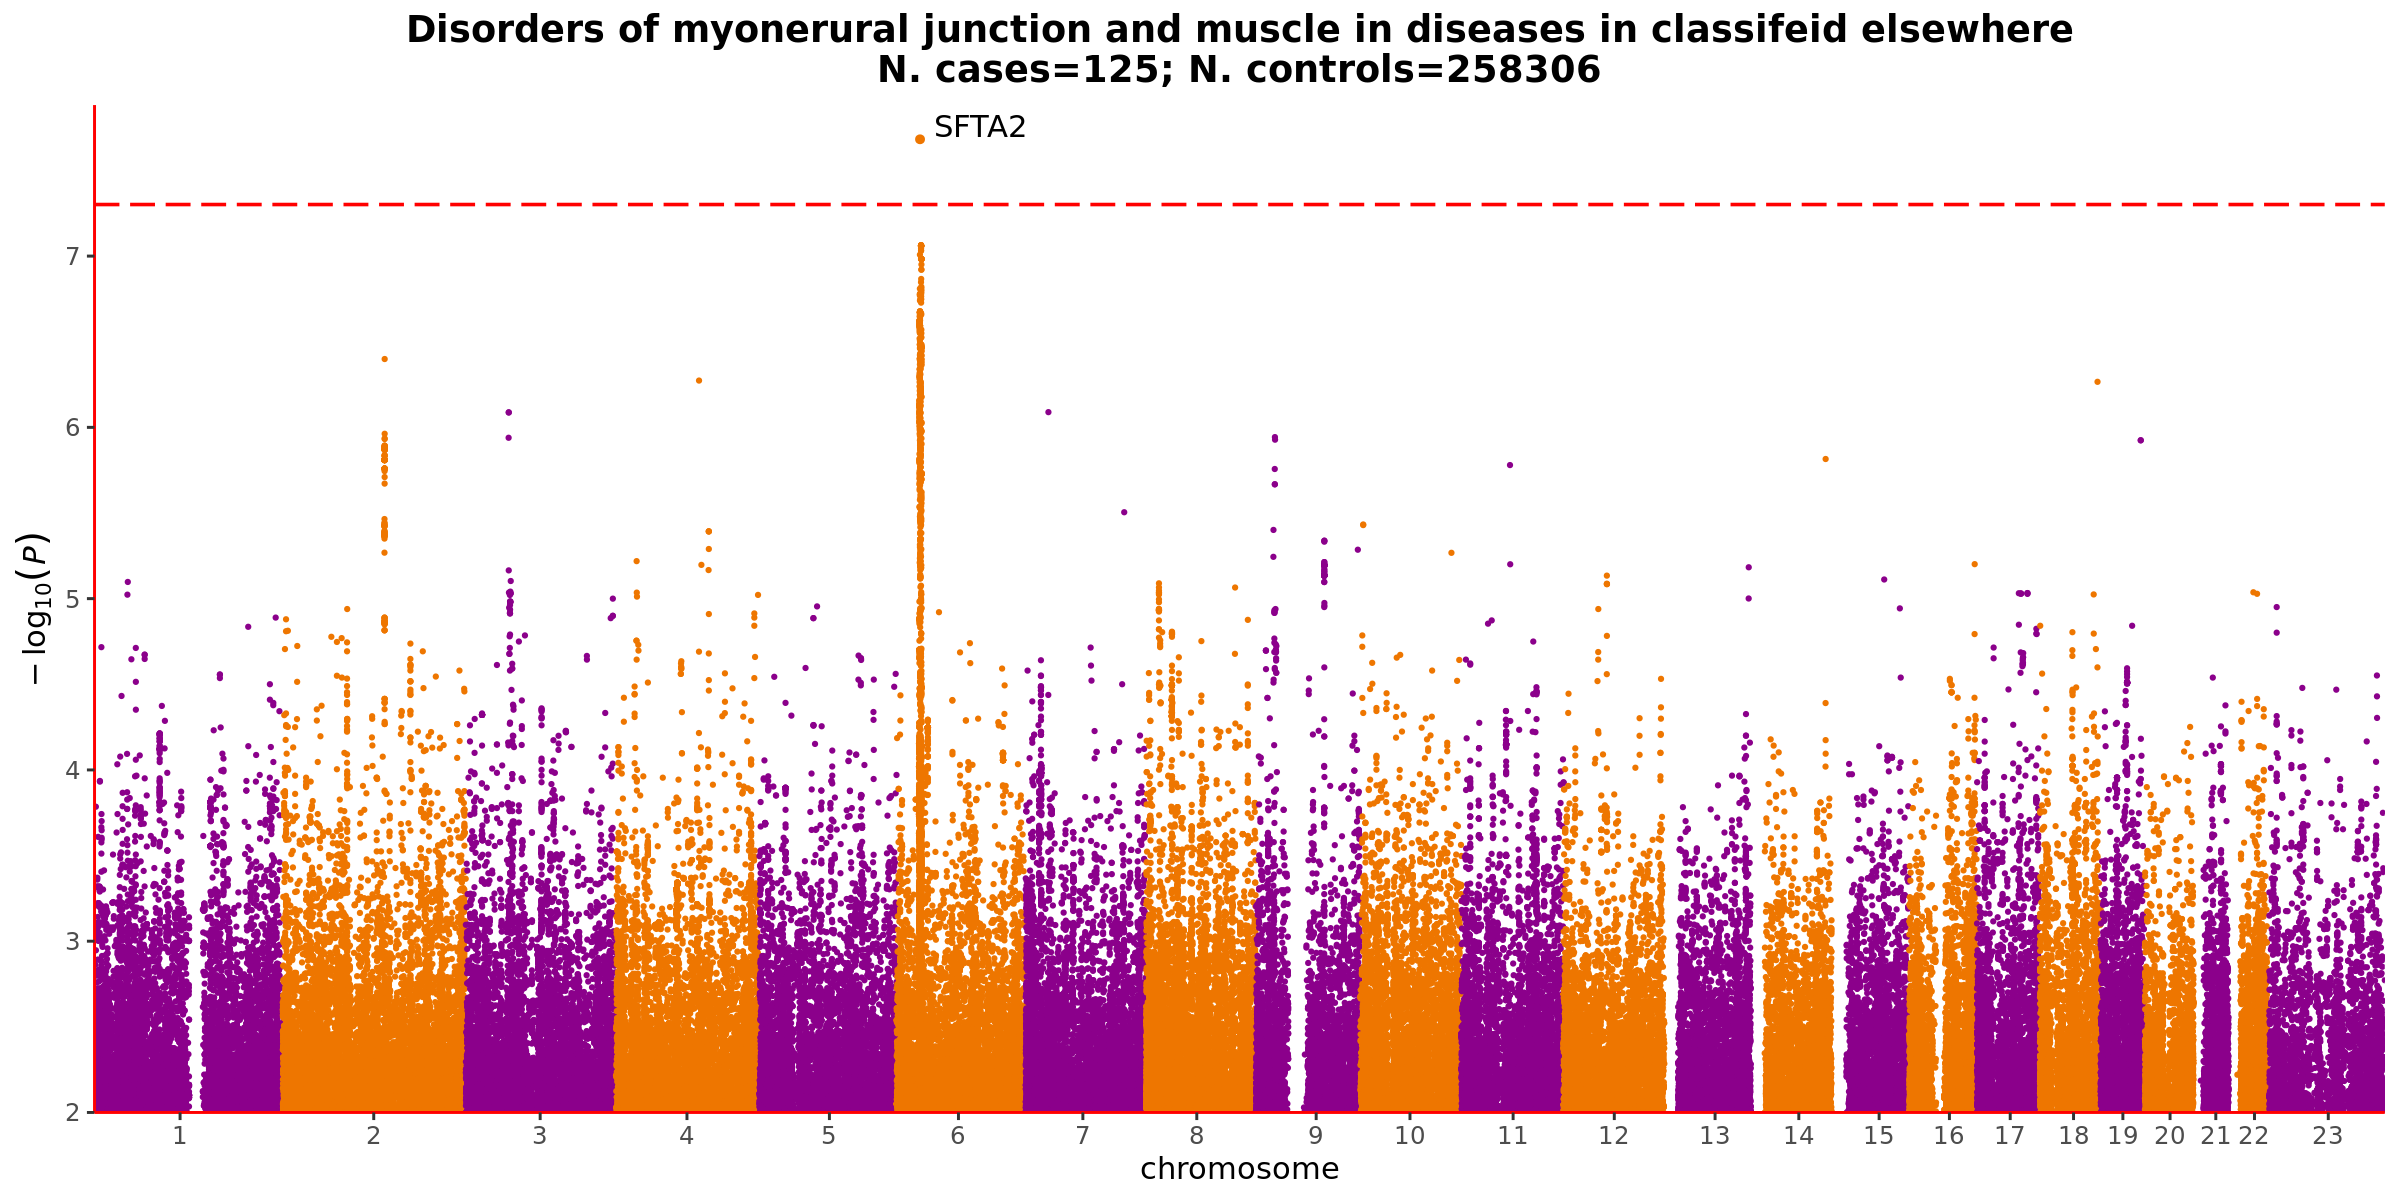 Disorders of myonerural junction and muscle in diseases in classifeid elsewhere
N. cases=125; N. controls=258306
SFTA2
7
6
5
4
3
2
−log10(P)
1 2 3 4 5 6 7 8 9 10 11 12 13 14 15 16 17 18 19 20 21 22 23
chromosome